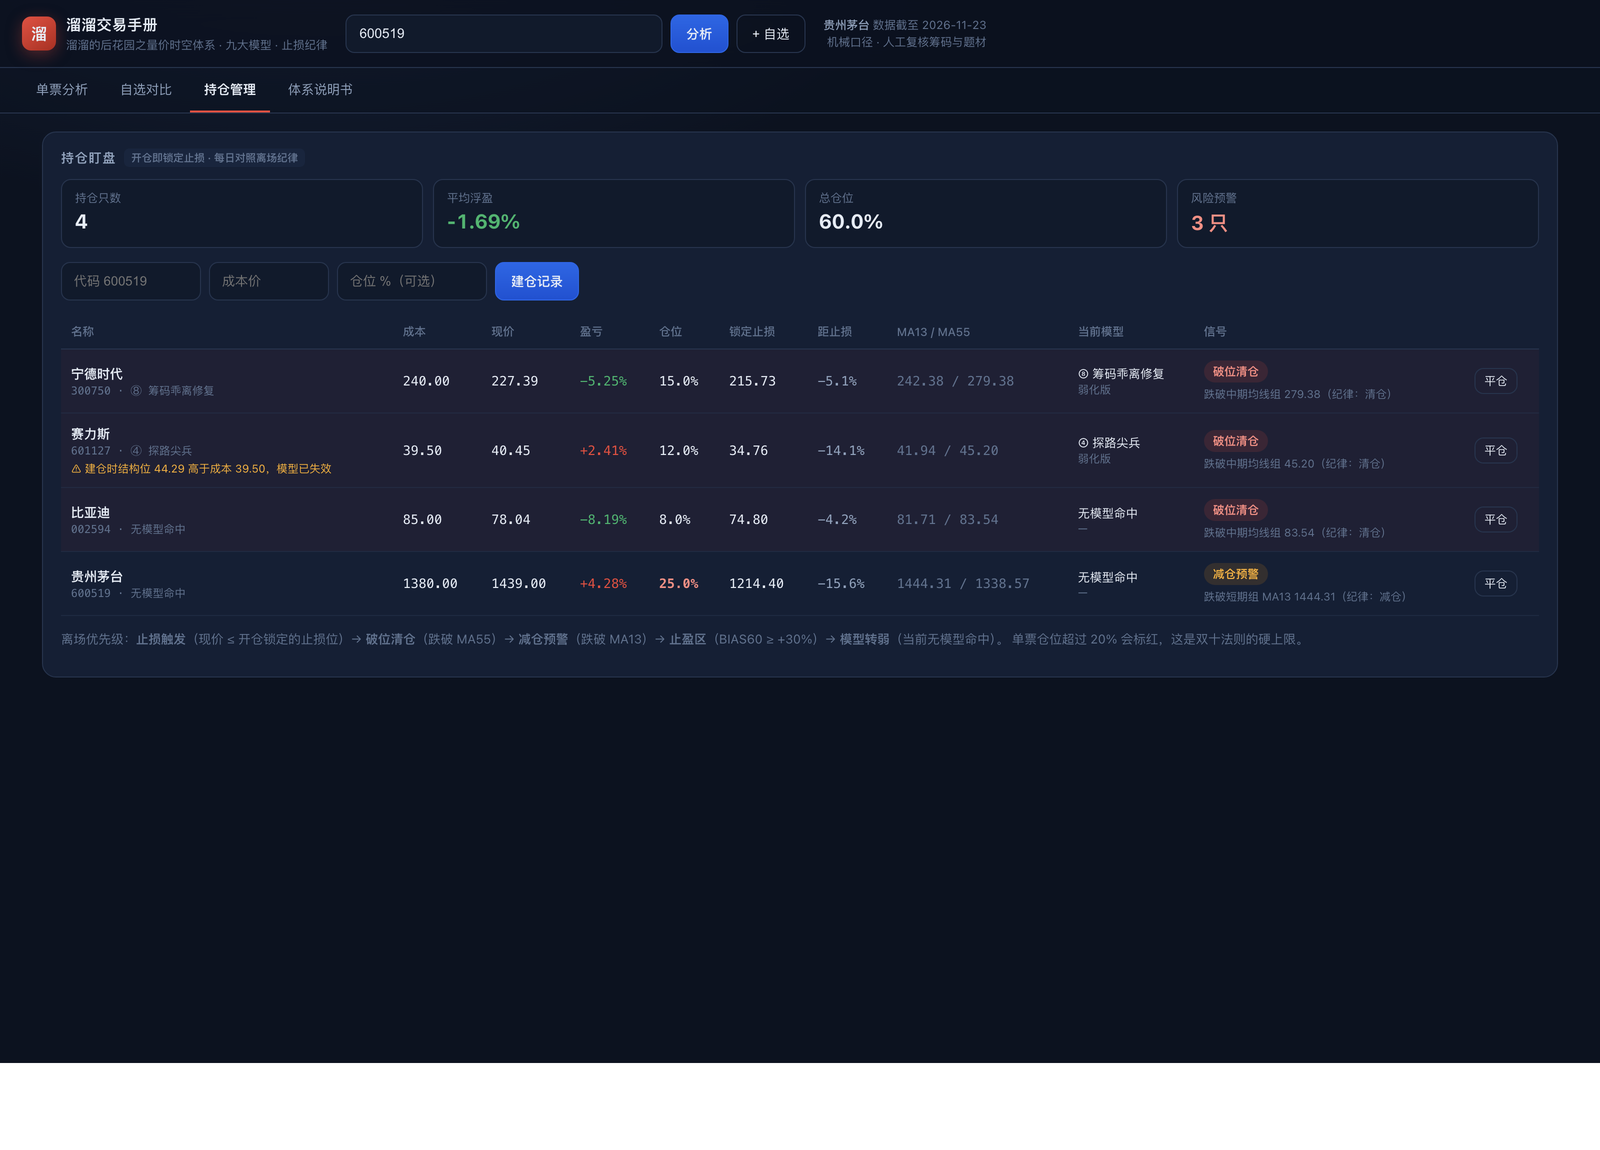 溜
溜溜交易手册
溜溜的后花园之量价时空体系 · 九大模型 · 止损纪律
600519
分析
+ 自选
贵州茅台 数据截至 2026-11-23
机械口径 · 人工复核筹码与题材
单票分析
自选对比
持仓管理
体系说明书
持仓盯盘
开仓即锁定止损 · 每日对照离场纪律
持仓只数
4
平均浮盈
-1.69%
总仓位
60.0%
风险预警
3 只
代码 600519
成本价
仓位 %（可选）
建仓记录
名称 成本 现价 盈亏 仓位 锁定止损 距止损 MA13 / MA55 当前模型 信号
宁德时代
300750 · ⑧ 筹码乖离修复
240.00 227.39 −5.25% 15.0% 215.73 −5.1% 242.38 / 279.38
⑧ 筹码乖离修复
弱化版
破位清仓
跌破中期均线组 279.38（纪律：清仓）
平仓
赛力斯
601127 · ④ 探路尖兵
⚠ 建仓时结构位 44.29 高于成本 39.50，模型已失效
39.50 40.45 +2.41% 12.0% 34.76 −14.1% 41.94 / 45.20
④ 探路尖兵
弱化版
破位清仓
跌破中期均线组 45.20（纪律：清仓）
平仓
比亚迪
002594 · 无模型命中
85.00 78.04 −8.19% 8.0% 74.80 −4.2% 81.71 / 83.54
无模型命中
—
破位清仓
跌破中期均线组 83.54（纪律：清仓）
平仓
贵州茅台
600519 · 无模型命中
1380.00 1439.00 +4.28% 25.0% 1214.40 −15.6% 1444.31 / 1338.57
无模型命中
—
减仓预警
跌破短期组 MA13 1444.31（纪律：减仓）
平仓
离场优先级：止损触发（现价 ≤ 开仓锁定的止损位）→ 破位清仓（跌破 MA55）→ 减仓预警（跌破 MA13）→ 止盈区（BIAS60 ≥ +30%）→ 模型转弱（当前无模型命中）。 单票仓位超过 20% 会标红，这是双十法则的硬上限。